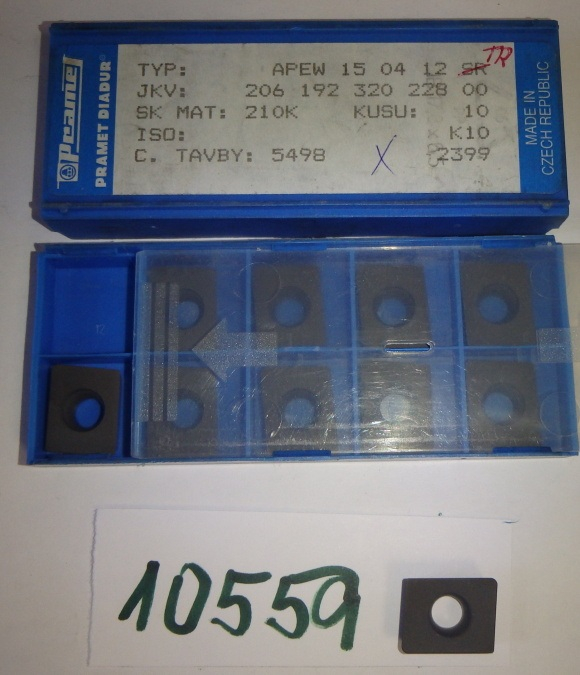 Pramet
PRAMET DIADUR
TYP: APEW 15 04 12 SR TR
JKV: 206 192 320 228 00
SK MAT: 210K KUSU: 10
ISO: K10
C. TAVBY: 5498 X 2399
MADE IN
CZECH REPUBLIC
12
10559